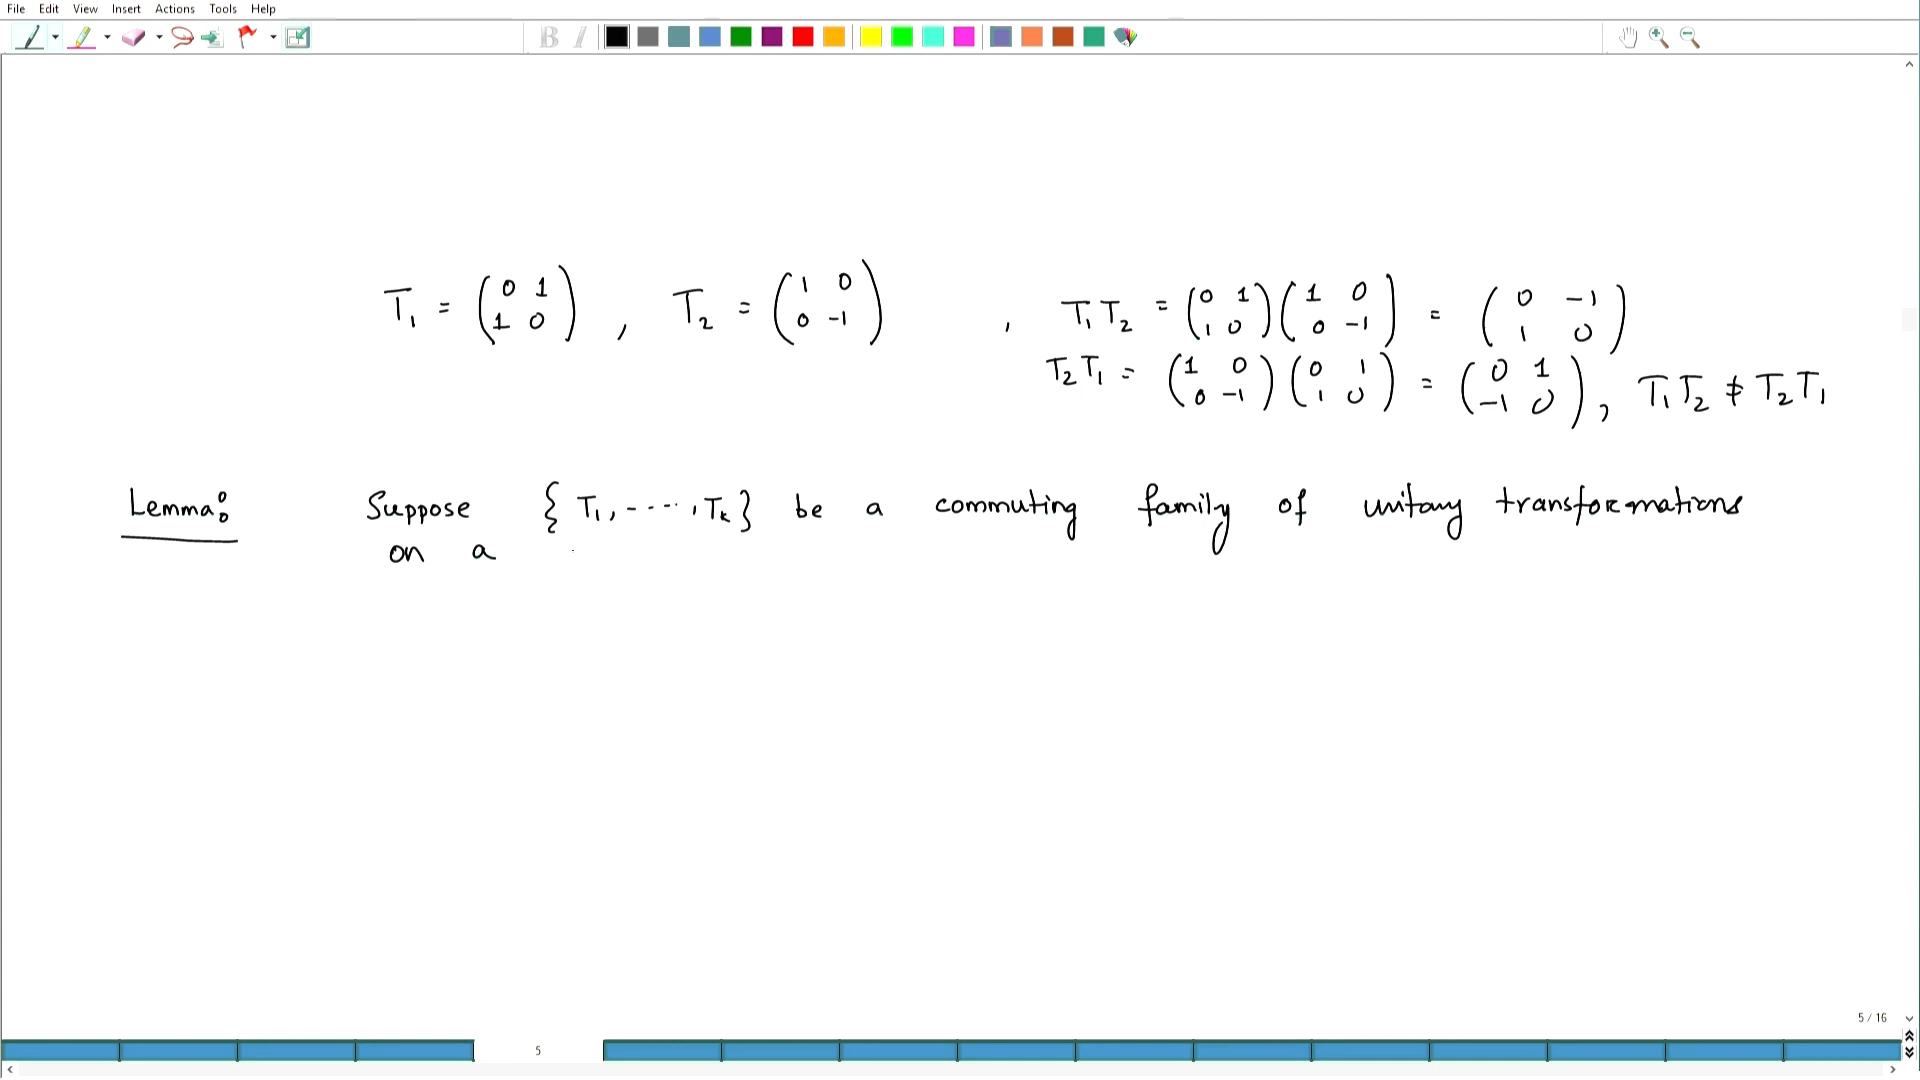 File Edit View Insert Actions Tools Help
B I
T₁ = (0 1; 1 0), T₂ = (1 0; 0 -1), T₁T₂ = (0 1; 1 0)(1 0; 0 -1) = (0 -1; 1 0)
T₂T₁ = (1 0; 0 -1)(0 1; 1 0) = (0 1; -1 0), T₁T₂ ≠ T₂T₁
Lemma: Suppose {T₁, ----, Tₖ} be a commuting family of unitary transformations
on a
5 / 16
5